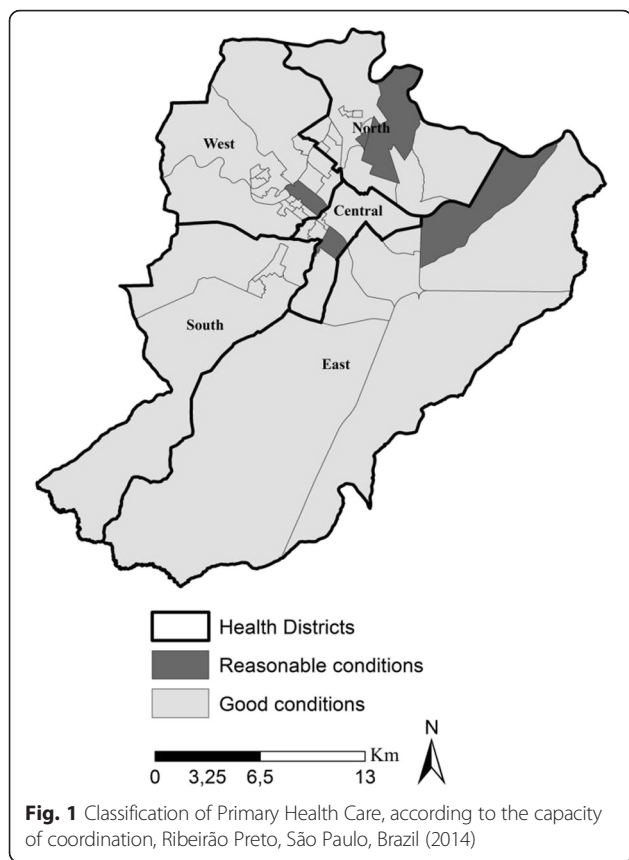 North
West
Central
South
East
Health Districts
Reasonable conditions
Good conditions
N
Km
0 3,25 6,5 13
Fig. 1 Classification of Primary Health Care, according to the capacity
of coordination, Ribeirão Preto, São Paulo, Brazil (2014)